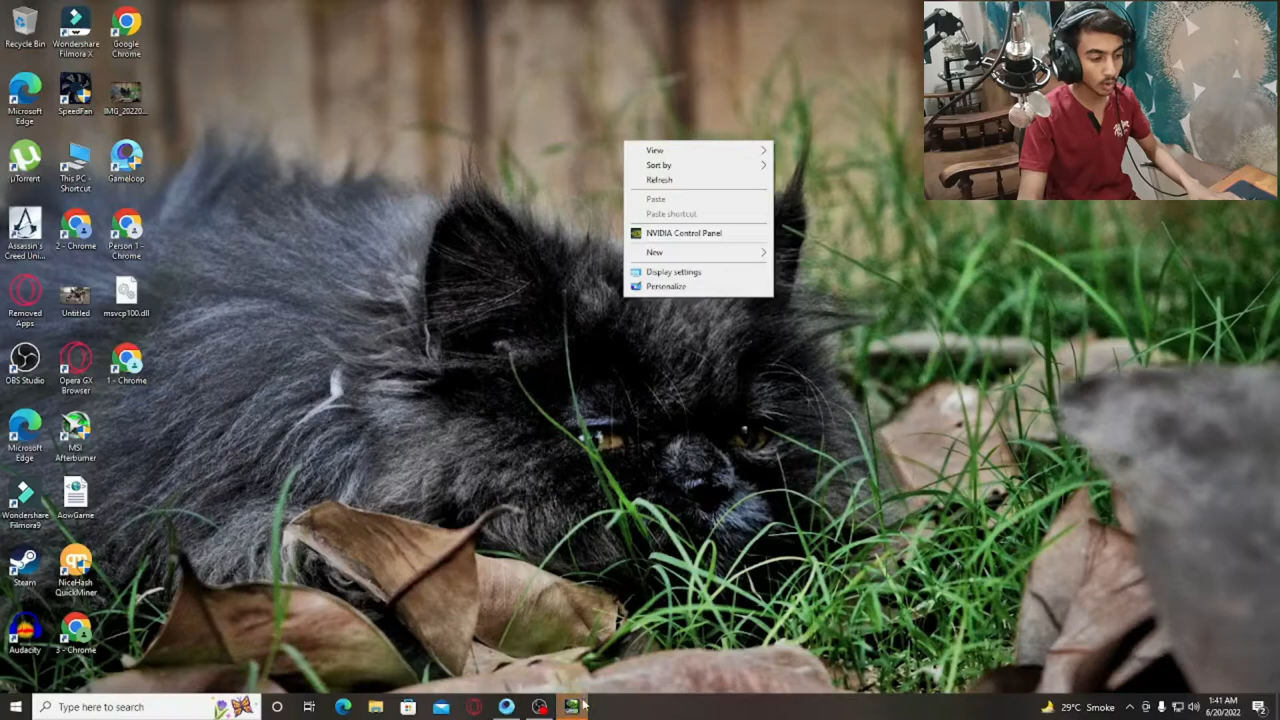 Recycle Bin
Wondershare
Filmora X
Google
Chrome
Microsoft
Edge
SpeedFan
IMG_20220...
µTorrent
This PC -
Shortcut
Gameloop
Assassin's
Creed Uni...
2 - Chrome
Person 1 -
Chrome
Removed
Apps
Untitled
msvcp100.dll
OBS Studio
Opera GX
Browser
1 - Chrome
Microsoft
Edge
MSI
Afterburner
Wondershare
Filmora9
AowGame
Steam
NiceHash
QuickMiner
Audacity
3 - Chrome
View
Sort by
Refresh
Paste
Paste shortcut
NVIDIA Control Panel
New
Display settings
Personalize
Type here to search
29°C Smoke
1:41 AM
6/20/2022
2